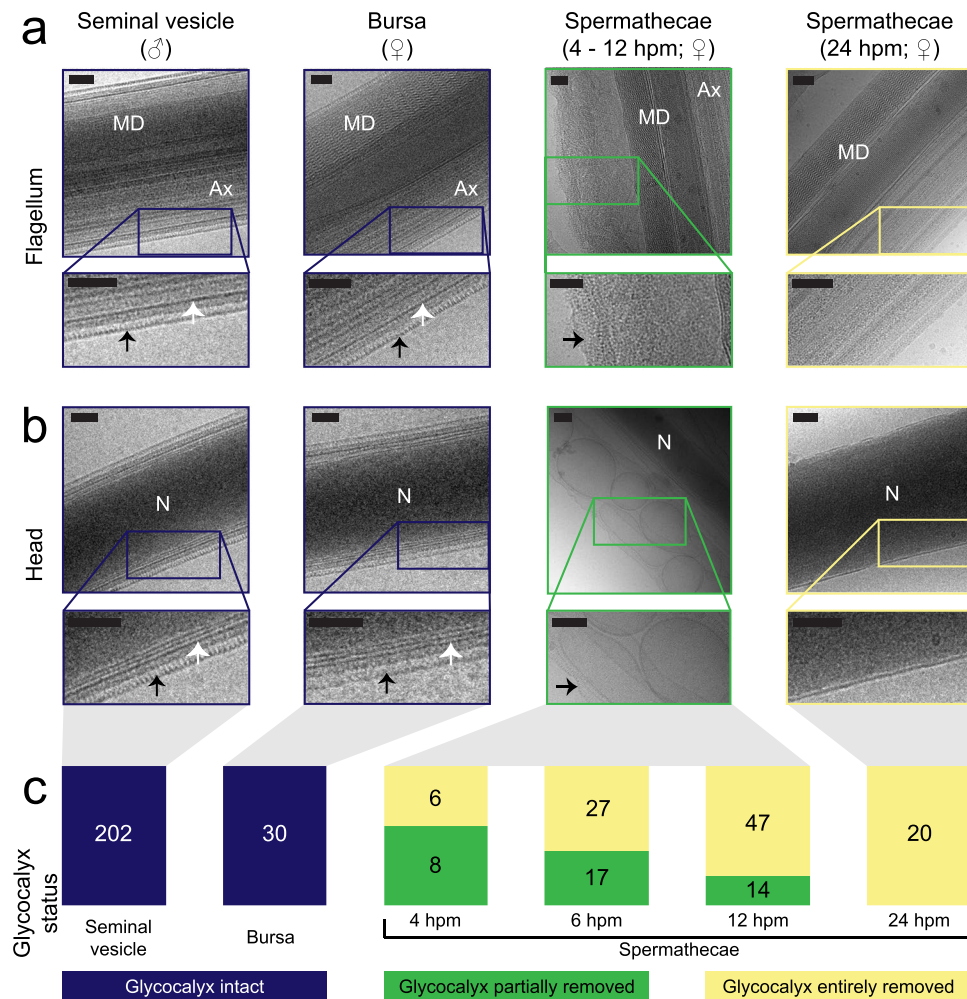 a
Seminal vesicle
(♂)
Bursa
(♀)
Spermathecae
(4 - 12 hpm; ♀)
Spermathecae
(24 hpm; ♀)
Flagellum
MD
Ax
MD
Ax
MD
Ax
MD
b
Head
N
N
N
N
c
Glycocalyx
status
202
30
6
8
27
17
47
14
20
Seminal
vesicle
Bursa
4 hpm
6 hpm
12 hpm
24 hpm
Spermathecae
Glycocalyx intact
Glycocalyx partially removed
Glycocalyx entirely removed